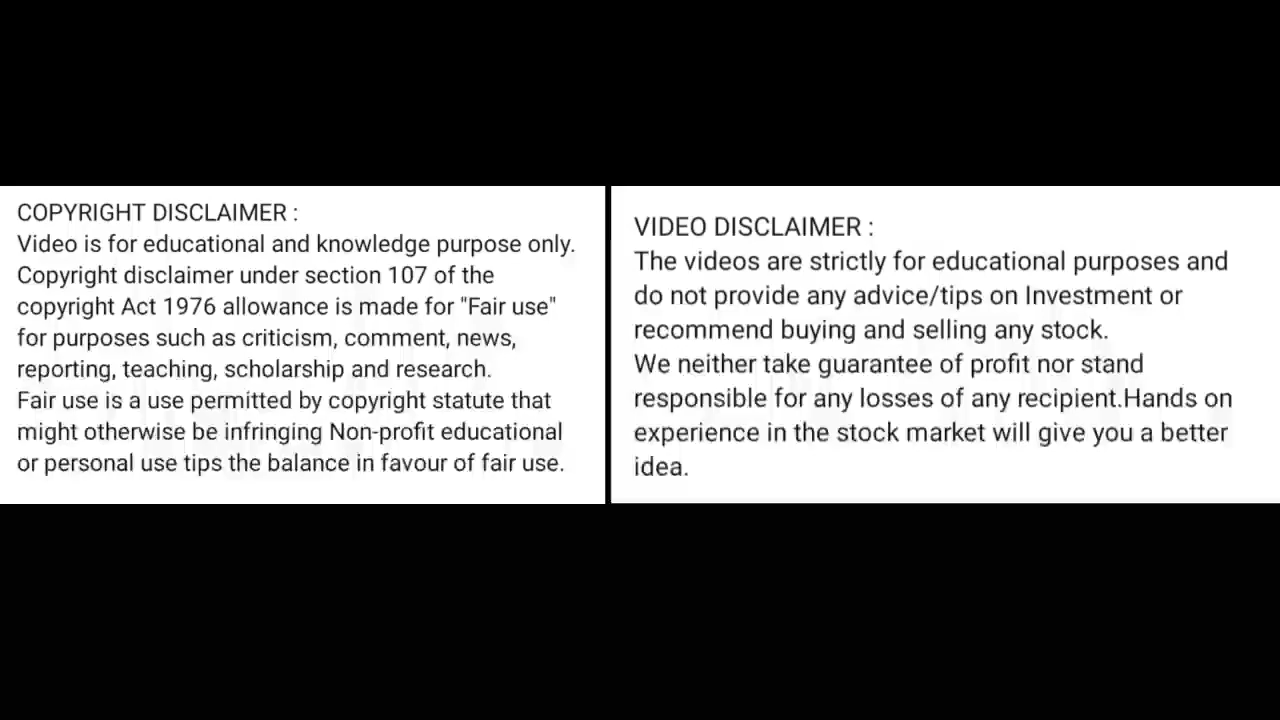 COPYRIGHT DISCLAIMER :
Video is for educational and knowledge purpose only.
Copyright disclaimer under section 107 of the
copyright Act 1976 allowance is made for "Fair use"
for purposes such as criticism, comment, news,
reporting, teaching, scholarship and research.
Fair use is a use permitted by copyright statute that
might otherwise be infringing Non-profit educational
or personal use tips the balance in favour of fair use.
VIDEO DISCLAIMER :
The videos are strictly for educational purposes and
do not provide any advice/tips on Investment or
recommend buying and selling any stock.
We neither take guarantee of profit nor stand
responsible for any losses of any recipient.Hands on
experience in the stock market will give you a better
idea.